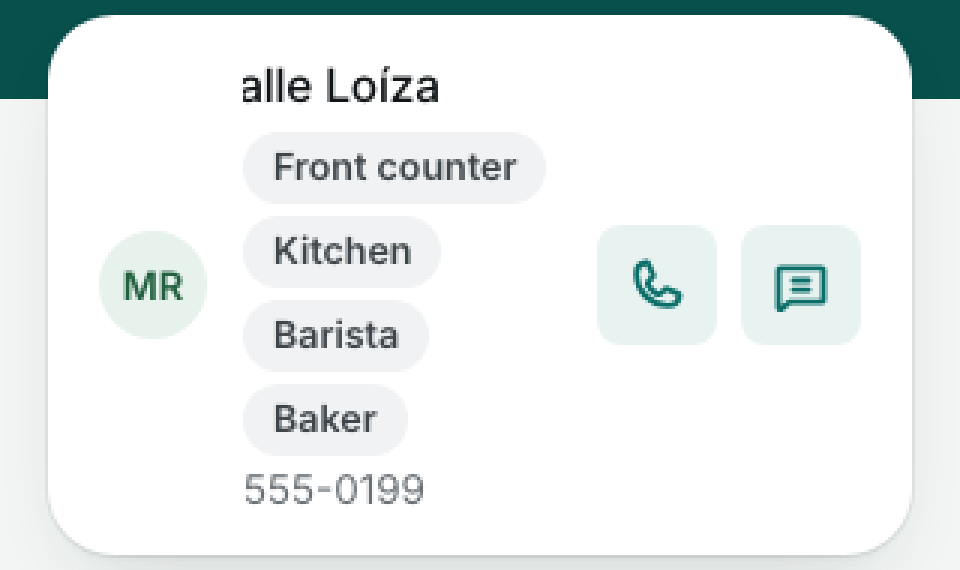 alle Loíza
Front counter
Kitchen
MR
Barista
Baker
555-0199